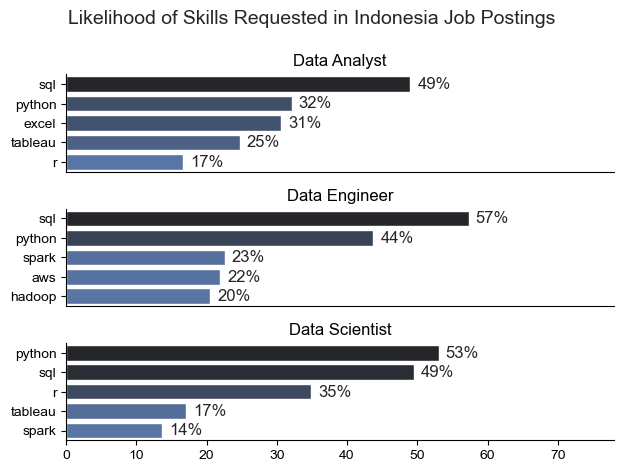 Likelihood of Skills Requested in Indonesia Job Postings
Data Analyst
sql 49%
python 32%
excel 31%
tableau 25%
r 17%
Data Engineer
sql 57%
python 44%
spark 23%
aws 22%
hadoop 20%
Data Scientist
python 53%
sql 49%
r 35%
tableau 17%
spark 14%
0 10 20 30 40 50 60 70